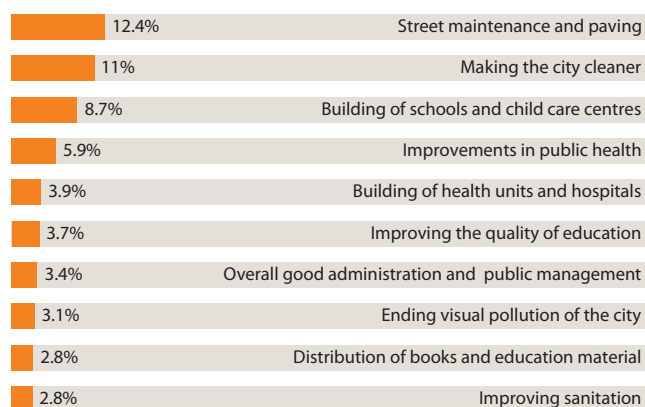 12.4% Street maintenance and paving
11% Making the city cleaner
8.7% Building of schools and child care centres
5.9% Improvements in public health
3.9% Building of health units and hospitals
3.7% Improving the quality of education
3.4% Overall good administration and public management
3.1% Ending visual pollution of the city
2.8% Distribution of books and education material
2.8% Improving sanitation